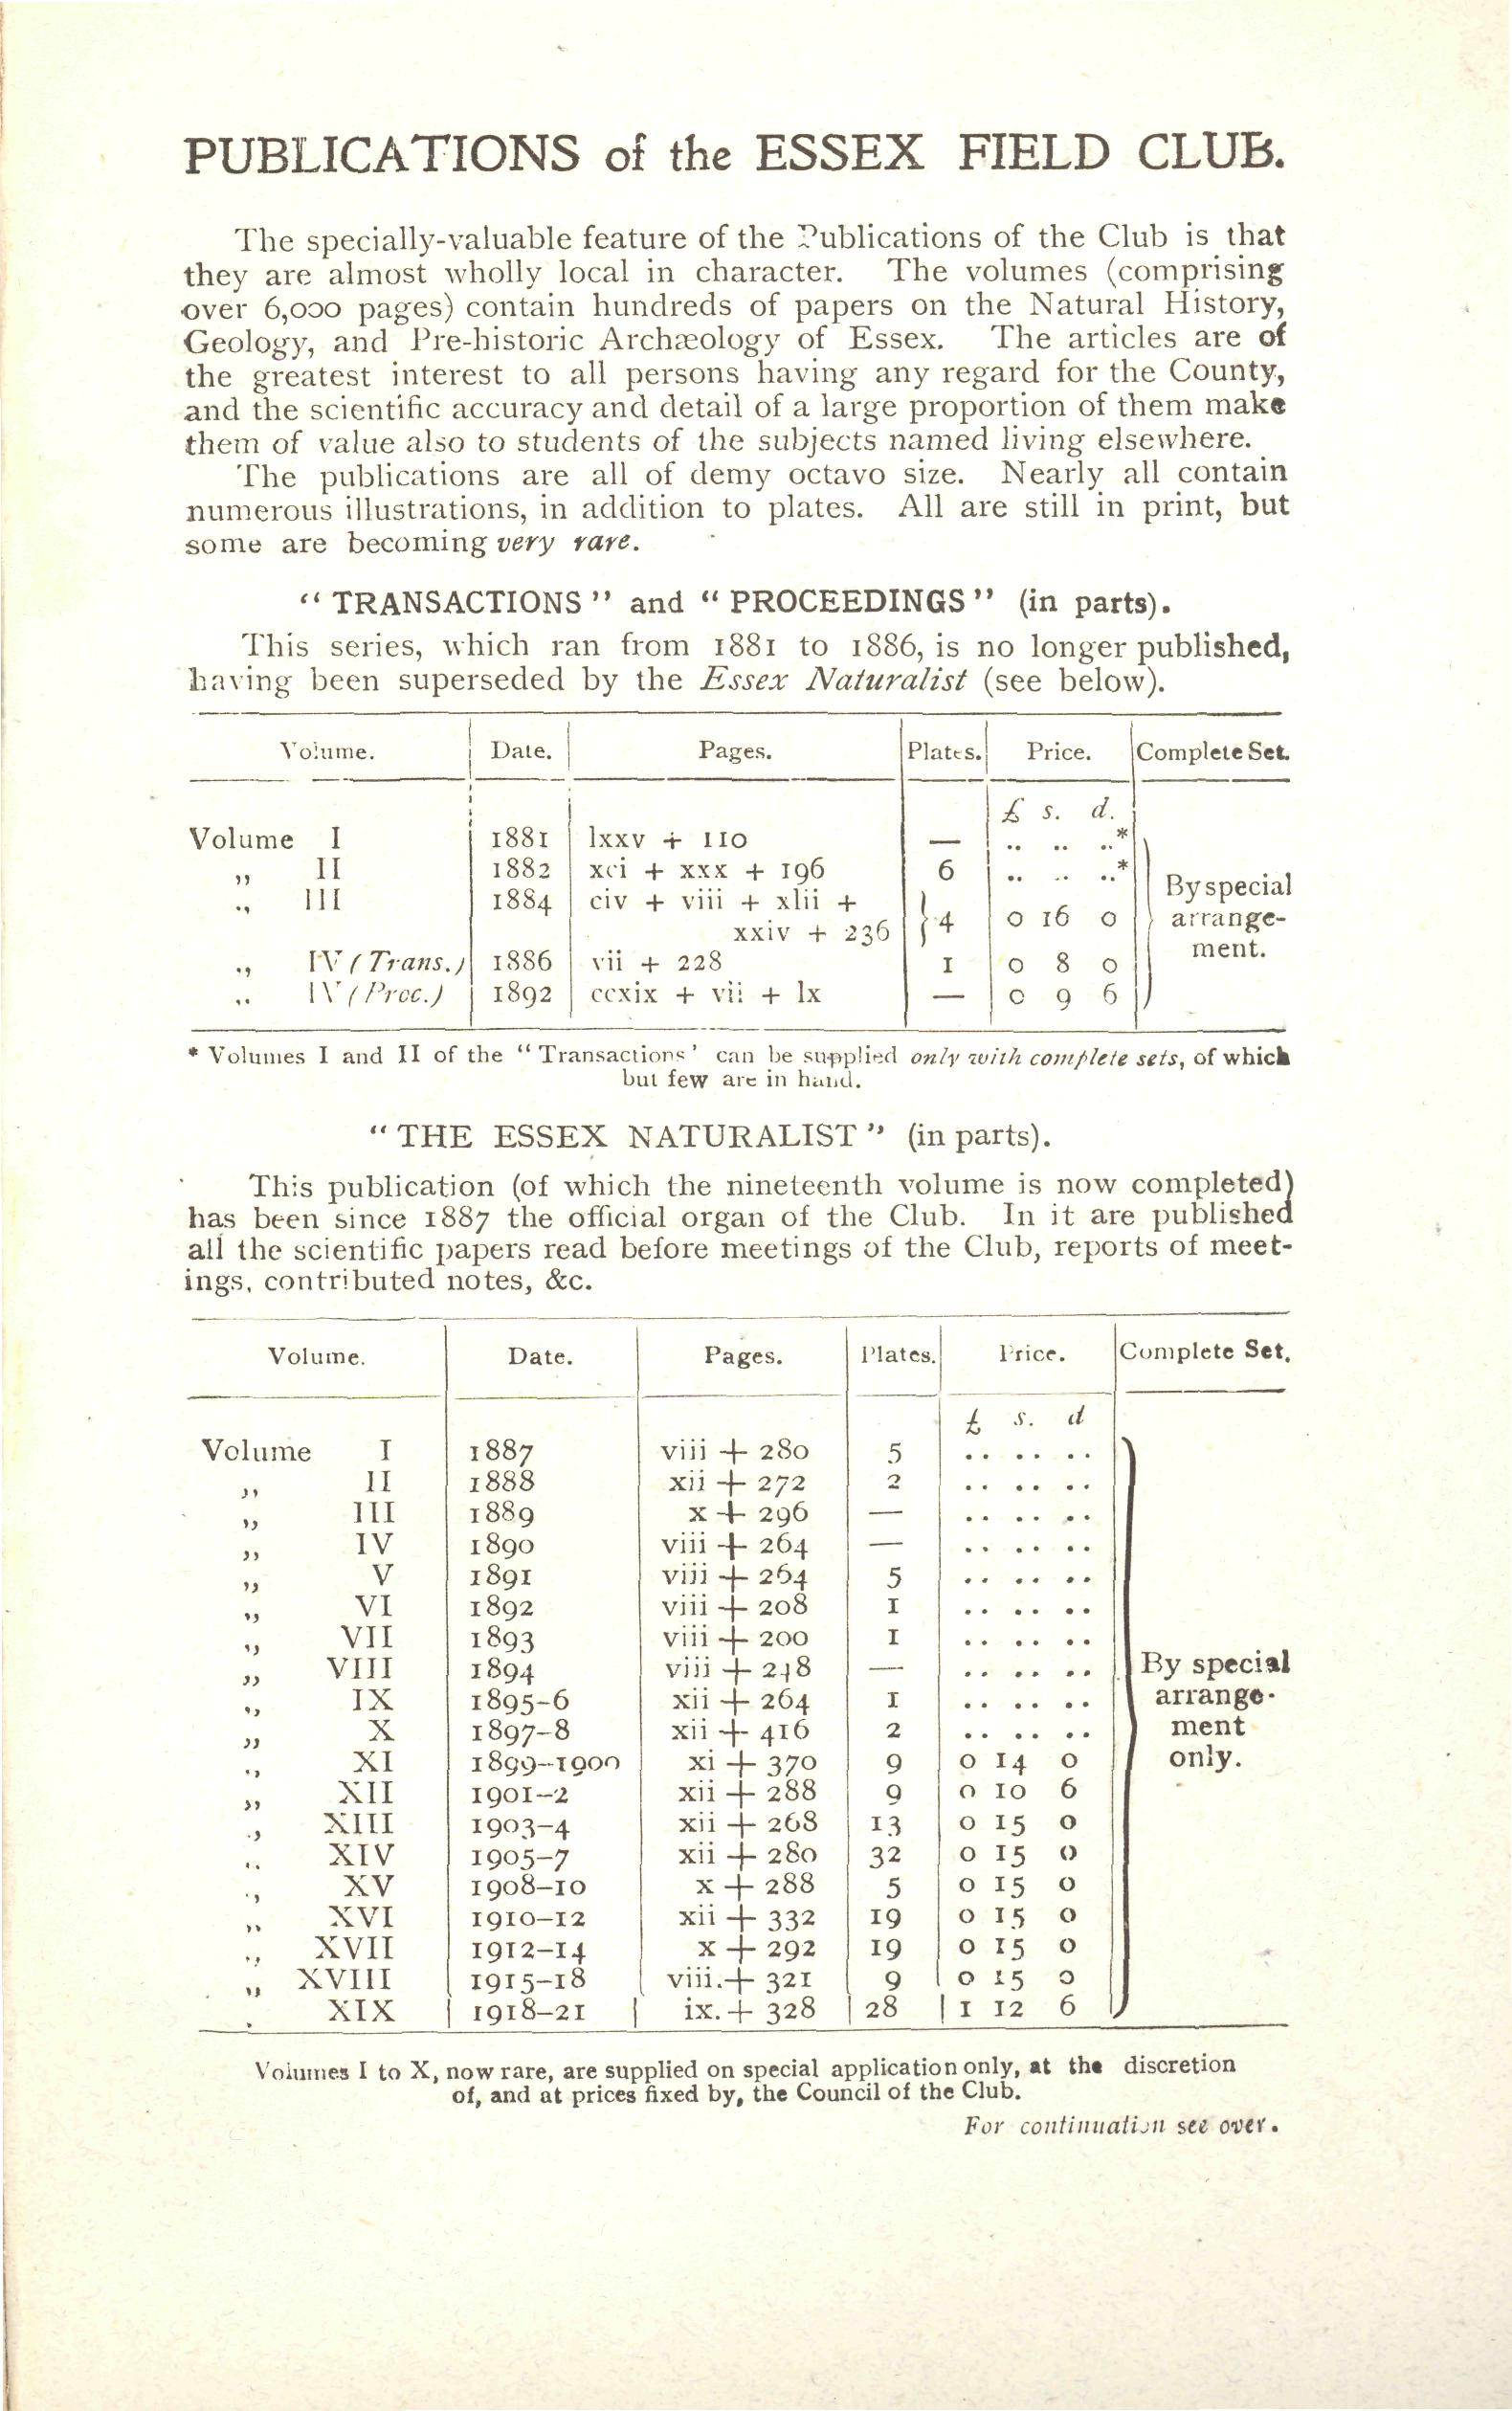 PUBLICATIONS of the ESSEX FIELD CLUB.
The specially-valuable feature of the Publications of the Club is that
they are almost wholly local in character. The volumes (comprising
over 6,000 pages) contain hundreds of papers on the Natural History,
Geology, and Pre-historic Archæology of Essex. The articles are of
the greatest interest to all persons having any regard for the County,
and the scientific accuracy and detail of a large proportion of them make
them of value also to students of the subjects named living elsewhere.
The publications are all of demy octavo size. Nearly all contain
numerous illustrations, in addition to plates. All are still in print, but
some are becoming very rare.
“TRANSACTIONS” and “PROCEEDINGS” (in parts).
This series, which ran from 1881 to 1886, is no longer published,
having been superseded by the Essex Naturalist (see below).
Volume. Date. Pages. Plates. Price. Complete Set.
£ s. d.
Volume I 1881 lxxv + 110 — .. .. ..*
,, II 1882 xci + xxx + 196 6 .. .. ..*
,, III 1884 civ + viii + xlii +
xxiv + 236 4 0 16 0
,, IV (Trans.) 1886 vii + 228 1 0 8 0
,, IV (Proc.) 1892 ccxix + vii + lx — 0 9 6
By special
arrange-
ment.
* Volumes I and II of the “Transactions’ can be supplied only with complete sets, of which
but few are in hand.
“THE ESSEX NATURALIST” (in parts).
This publication (of which the nineteenth volume is now completed)
has been since 1887 the official organ of the Club. In it are published
all the scientific papers read before meetings of the Club, reports of meet-
ings, contributed notes, &c.
Volume. Date. Pages. Plates. Price. Complete Set.
£ s. d
Volume I 1887 viii + 280 5 .. .. ..
,, II 1888 xii + 272 2 .. .. ..
,, III 1889 x + 296 — .. .. ..
,, IV 1890 viii + 264 — .. .. ..
,, V 1891 viii + 264 5 .. .. ..
,, VI 1892 viii + 208 1 .. .. ..
,, VII 1893 viii + 200 1 .. .. ..
,, VIII 1894 viii + 248 — .. .. ..
,, IX 1895-6 xii + 264 1 .. .. ..
,, X 1897-8 xii + 416 2 .. .. ..
,, XI 1899-1900 xi + 370 9 0 14 0
,, XII 1901-2 xii + 288 9 0 10 6
,, XIII 1903-4 xii + 268 13 0 15 0
,, XIV 1905-7 xii + 280 32 0 15 0
,, XV 1908-10 x + 288 5 0 15 0
,, XVI 1910-12 xii + 332 19 0 15 0
,, XVII 1912-14 x + 292 19 0 15 0
,, XVIII 1915-18 viii. + 321 9 0 15 0
XIX 1918-21 ix. + 328 28 1 12 6
By special
arrange-
ment
only.
Volumes I to X, now rare, are supplied on special application only, at the discretion
of, and at prices fixed by, the Council of the Club.
For continuation see over.